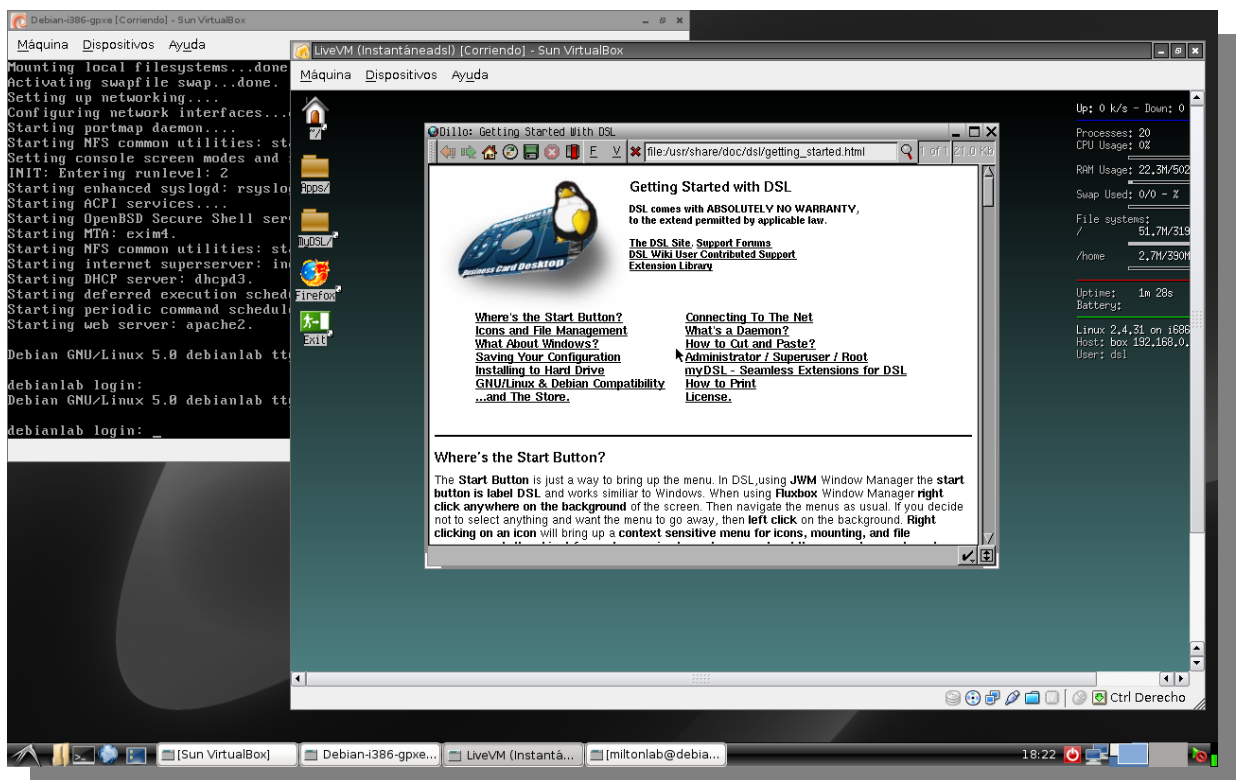 Debian-i386-gpxe [Corriendo] - Sun VirtualBox
Máquina Dispositivos Ayuda
Mounting local filesystems...done
Activating swapfile swap...done.
Setting up networking....
Configuring network interfaces...
Starting portmap daemon....
Starting NFS common utilities: st
Setting console screen modes and
INIT: Entering runlevel: 2
Starting enhanced syslogd: rsyslo
Starting ACPI services....
Starting OpenBSD Secure Shell ser
Starting MTA: exim4.
Starting NFS common utilities: st
Starting internet superserver: in
Starting DHCP server: dhcpd3.
Starting deferred execution sched
Starting periodic command schedul
Starting web server: apache2.
Debian GNU/Linux 5.0 debianlab tt
debianlab login:
Debian GNU/Linux 5.0 debianlab tt
debianlab login: _
LiveVM (Instantáneadsl) [Corriendo] - Sun VirtualBox
Máquina Dispositivos Ayuda
~/
Apps/
MyDSL/
Firefox
Exit
Dillo: Getting Started With DSL
F V file:/usr/share/doc/dsl/getting_started.html 1 of 1 21.0 Kb
Business Card Desktop
Getting Started with DSL
DSL comes with ABSOLUTELY NO WARRANTY,
to the extend permitted by applicable law.
The DSL Site, Support Forums
DSL Wiki User Contributed Support
Extension Library
Where's the Start Button?
Icons and File Management
What About Windows?
Saving Your Configuration
Installing to Hard Drive
GNU/Linux & Debian Compatibility
...and The Store.
Connecting To The Net
What's a Daemon?
How to Cut and Paste?
Administrator / Superuser / Root
myDSL - Seamless Extensions for DSL
How to Print
License.
Where's the Start Button?
The Start Button is just a way to bring up the menu. In DSL,using JWM Window Manager the start
button is label DSL and works similiar to Windows. When using Fluxbox Window Manager right
click anywhere on the background of the screen. Then navigate the menus as usual. If you decide
not to select anything and want the menu to go away, then left click on the background. Right
clicking on an icon will bring up a context sensitive menu for icons, mounting, and file
Up: 0 k/s - Down: 0
Processes: 20
CPU Usage: 0%
RAM Usage: 22.3M/502
Swap Used: 0/0 - %
File systems:
/ 51.7M/319
/home 2.7M/390M
Uptime: 1m 28s
Battery:
Linux 2.4.31 on i686
Host: box 192.168.0.
User: dsl
Ctrl Derecho
[Sun VirtualBox]
Debian-i386-gpxe...
LiveVM (Instantá...
[miltonlab@debia...
18:22